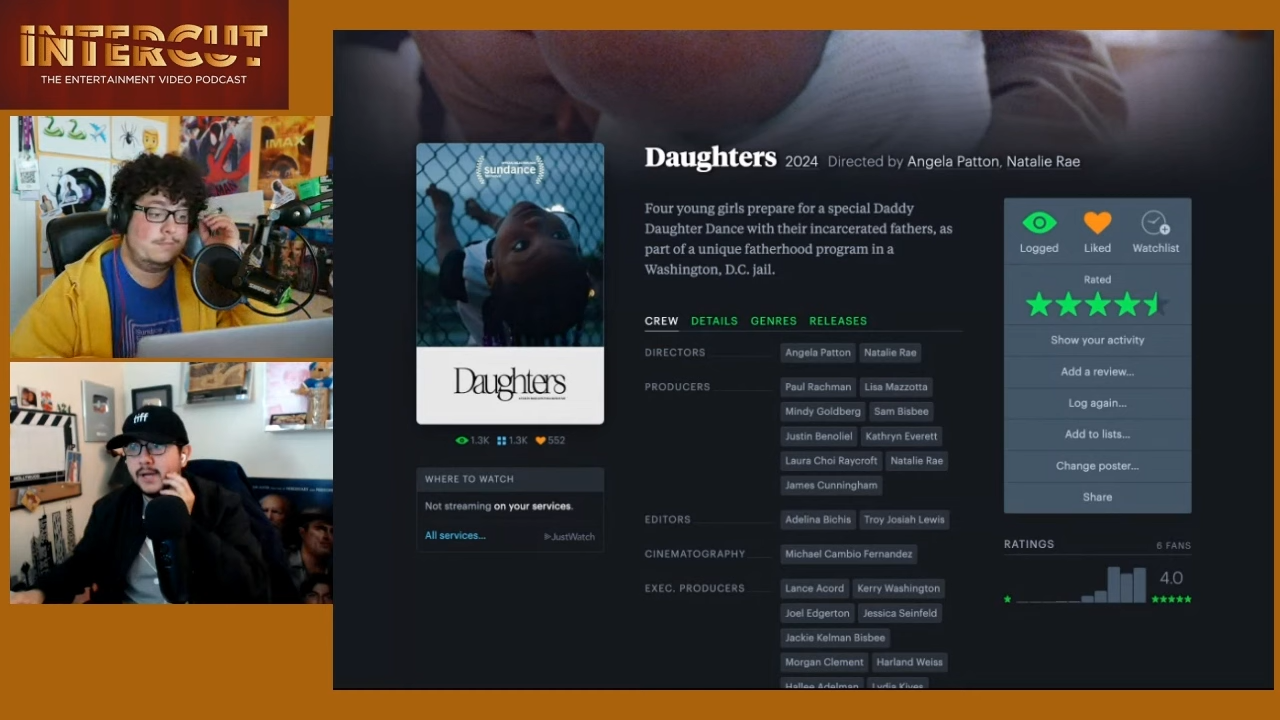 INTERCUT
THE ENTERTAINMENT VIDEO PODCAST
IMAX
tiff
sundance
Daughters
1.3K 1.3K 552
WHERE TO WATCH
Not streaming on your services.
All services...
JustWatch
Daughters 2024 Directed by Angela Patton, Natalie Rae
Four young girls prepare for a special Daddy
Daughter Dance with their incarcerated fathers, as
part of a unique fatherhood program in a
Washington, D.C. jail.
CREW DETAILS GENRES RELEASES
DIRECTORS
Angela Patton Natalie Rae
PRODUCERS
Paul Rachman Lisa Mazzotta
Mindy Goldberg Sam Bisbee
Justin Benoliel Kathryn Everett
Laura Choi Raycroft Natalie Rae
James Cunningham
EDITORS
Adelina Bichis Troy Josiah Lewis
CINEMATOGRAPHY
Michael Cambio Fernandez
EXEC. PRODUCERS
Lance Acord Kerry Washington
Joel Edgerton Jessica Seinfeld
Jackie Kelman Bisbee
Morgan Clement Harland Weiss
Hallee Adelman Lydia Kives
Logged Liked Watchlist
Rated
Show your activity
Add a review...
Log again...
Add to lists...
Change poster...
Share
RATINGS
6 FANS
4.0